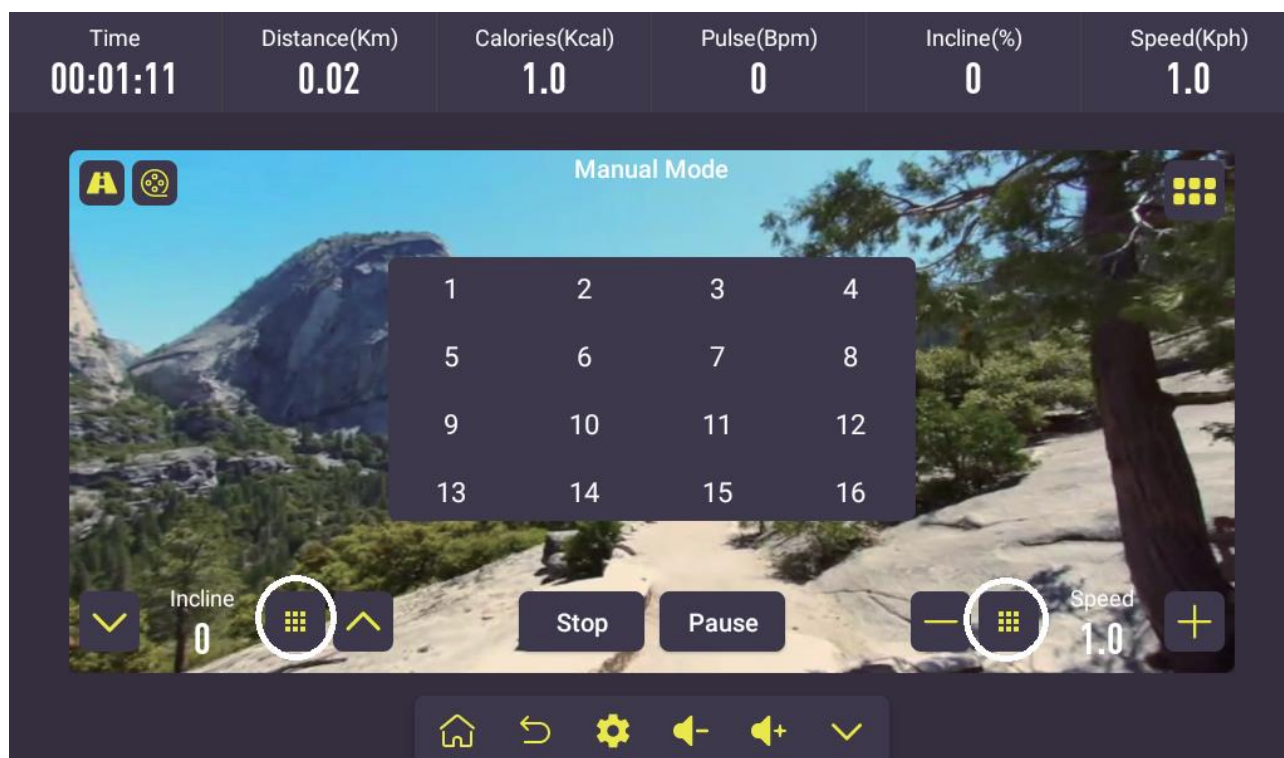 Time Distance(Km) Calories(Kcal) Pulse(Bpm) Incline(%) Speed(Kph)
00:01:11 0.02 1.0 0 0 1.0
Manual Mode
1 2 3 4
5 6 7 8
9 10 11 12
13 14 15 16
Incline Speed
0 Stop Pause 1.0